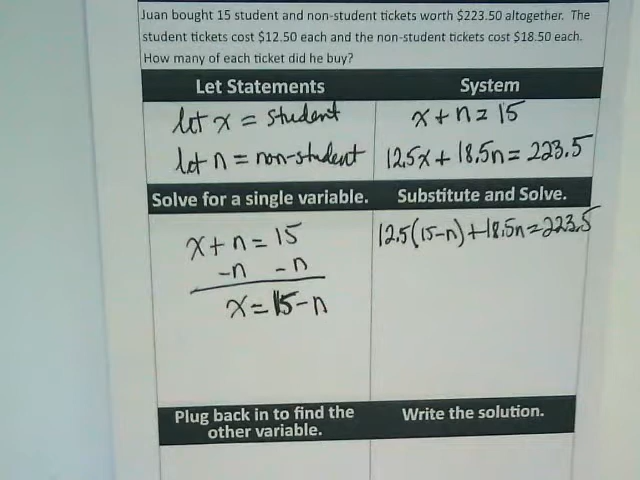 Juan bought 15 student and non-student tickets worth $223.50 altogether. The
student tickets cost $12.50 each and the non-student tickets cost $18.50 each.
How many of each ticket did he buy?
Let Statements
System
let x = student
let n = non-student
x + n = 15
12.5x + 18.5n = 223.5
Solve for a single variable.
Substitute and Solve.
x + n = 15
-n -n
x = 15 - n
12.5(15-n) + 18.5n = 223.5
Plug back in to find the
other variable.
Write the solution.